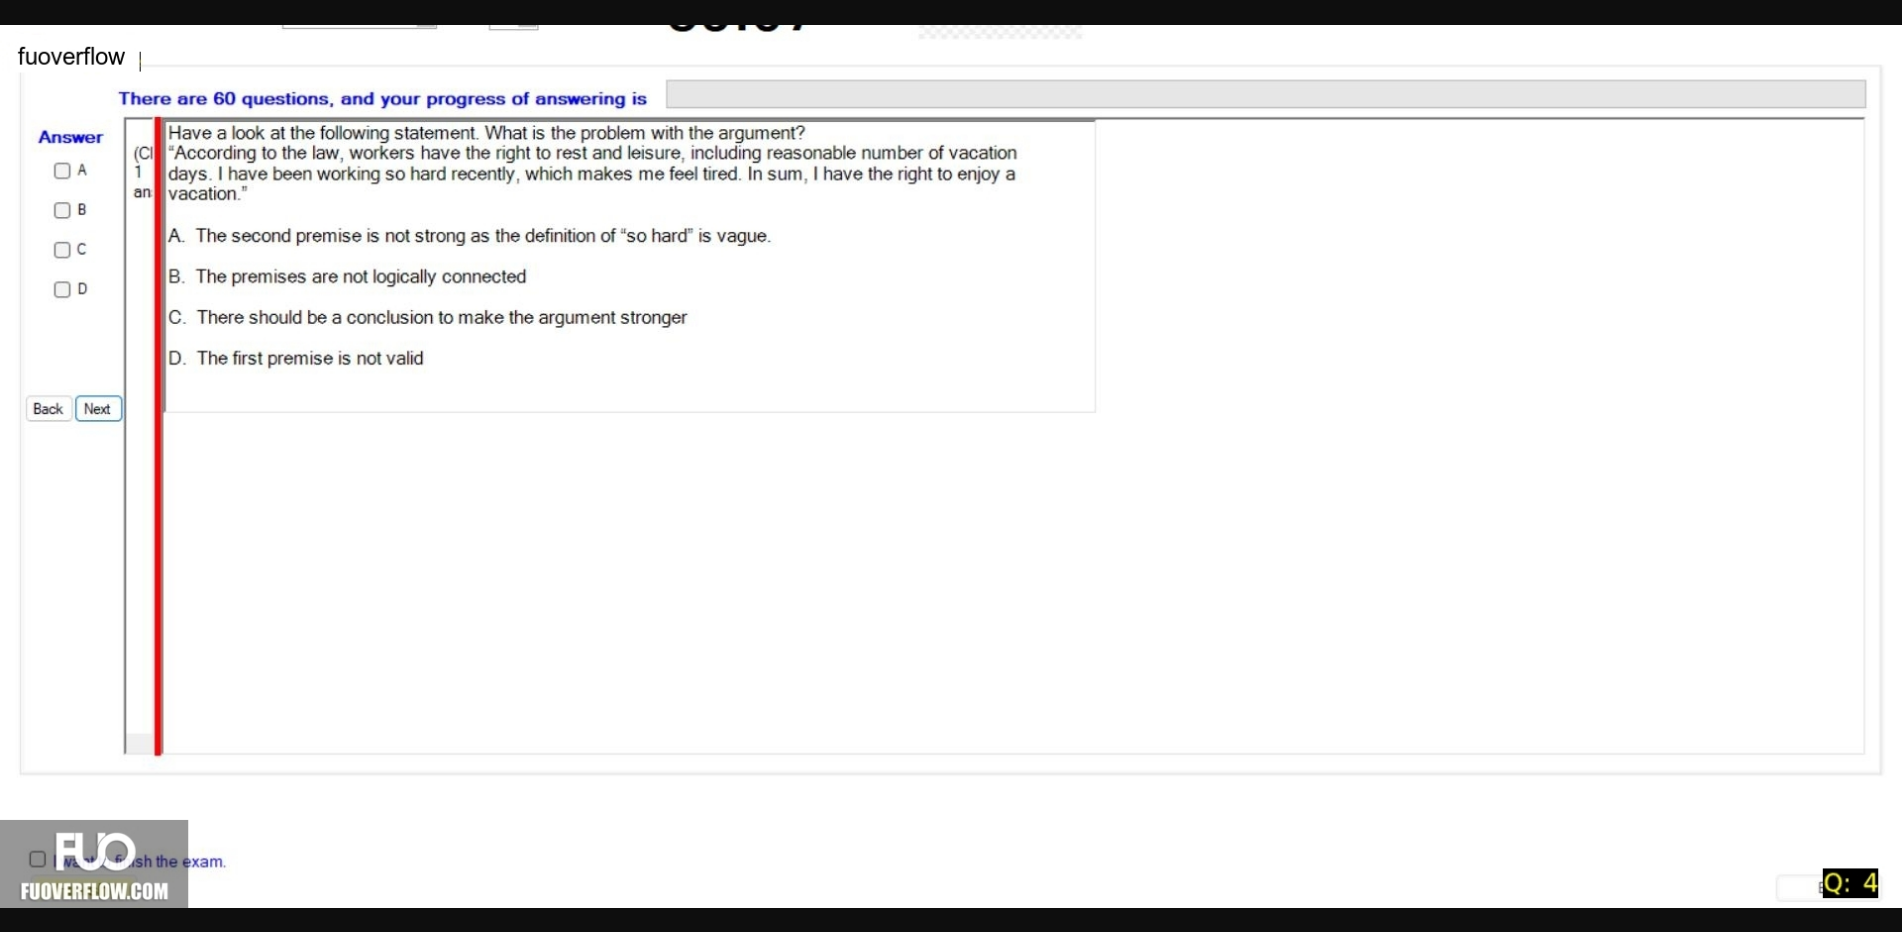 fuoverflow
There are 60 questions, and your progress of answering is
Answer
A
B
C
D
Back Next
(Cl
1
an
Have a look at the following statement. What is the problem with the argument?
“According to the law, workers have the right to rest and leisure, including reasonable number of vacation
days. I have been working so hard recently, which makes me feel tired. In sum, I have the right to enjoy a
vacation.”
A. The second premise is not strong as the definition of “so hard” is vague.
B. The premises are not logically connected
C. There should be a conclusion to make the argument stronger
D. The first premise is not valid
FUO
the exam.
FUOVERFLOW.COM
Q: 4